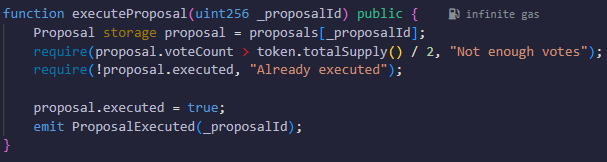 function executeProposal(uint256 _proposalId) public { infinite gas
    Proposal storage proposal = proposals[_proposalId];
    require(proposal.voteCount > token.totalSupply() / 2, "Not enough votes");
    require(!proposal.executed, "Already executed");

    proposal.executed = true;
    emit ProposalExecuted(_proposalId);
}